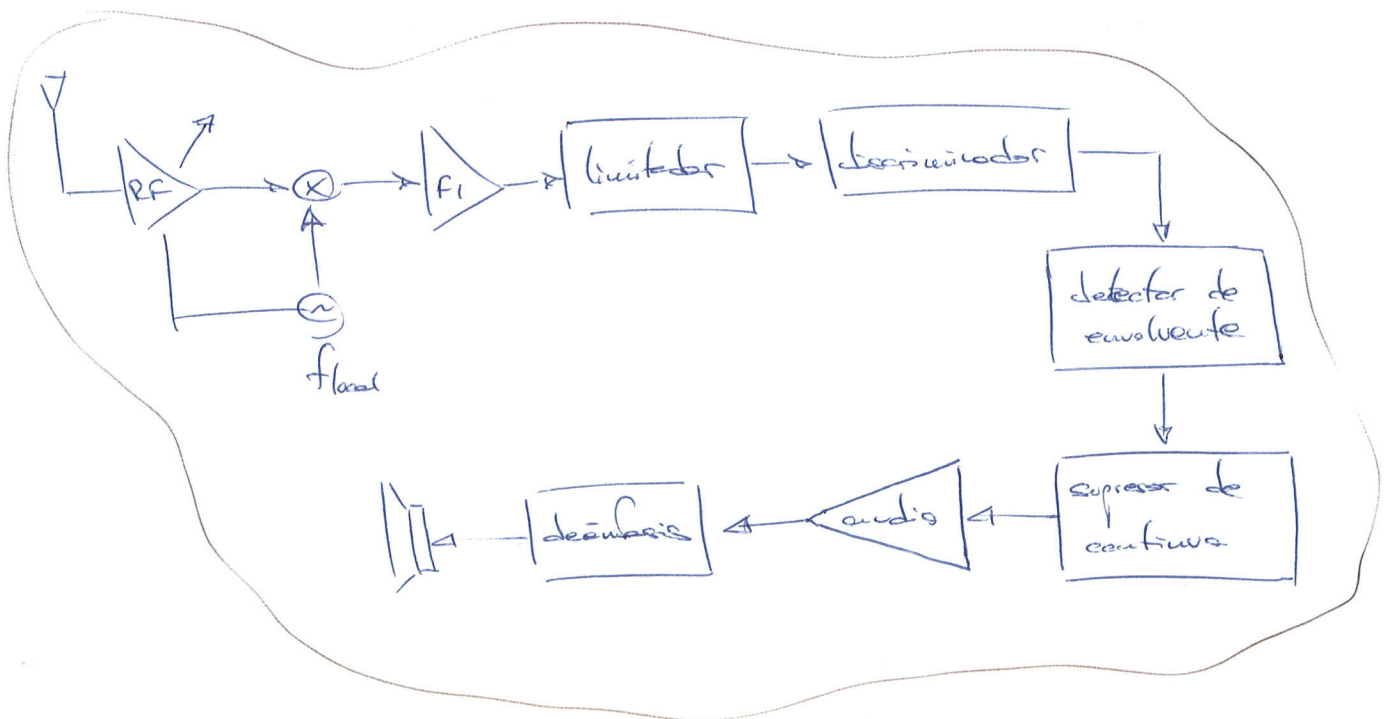 RF
FI
limitador
discriminador
flocal
detector de
envolvente
supresor de
continua
audio
deénfasis